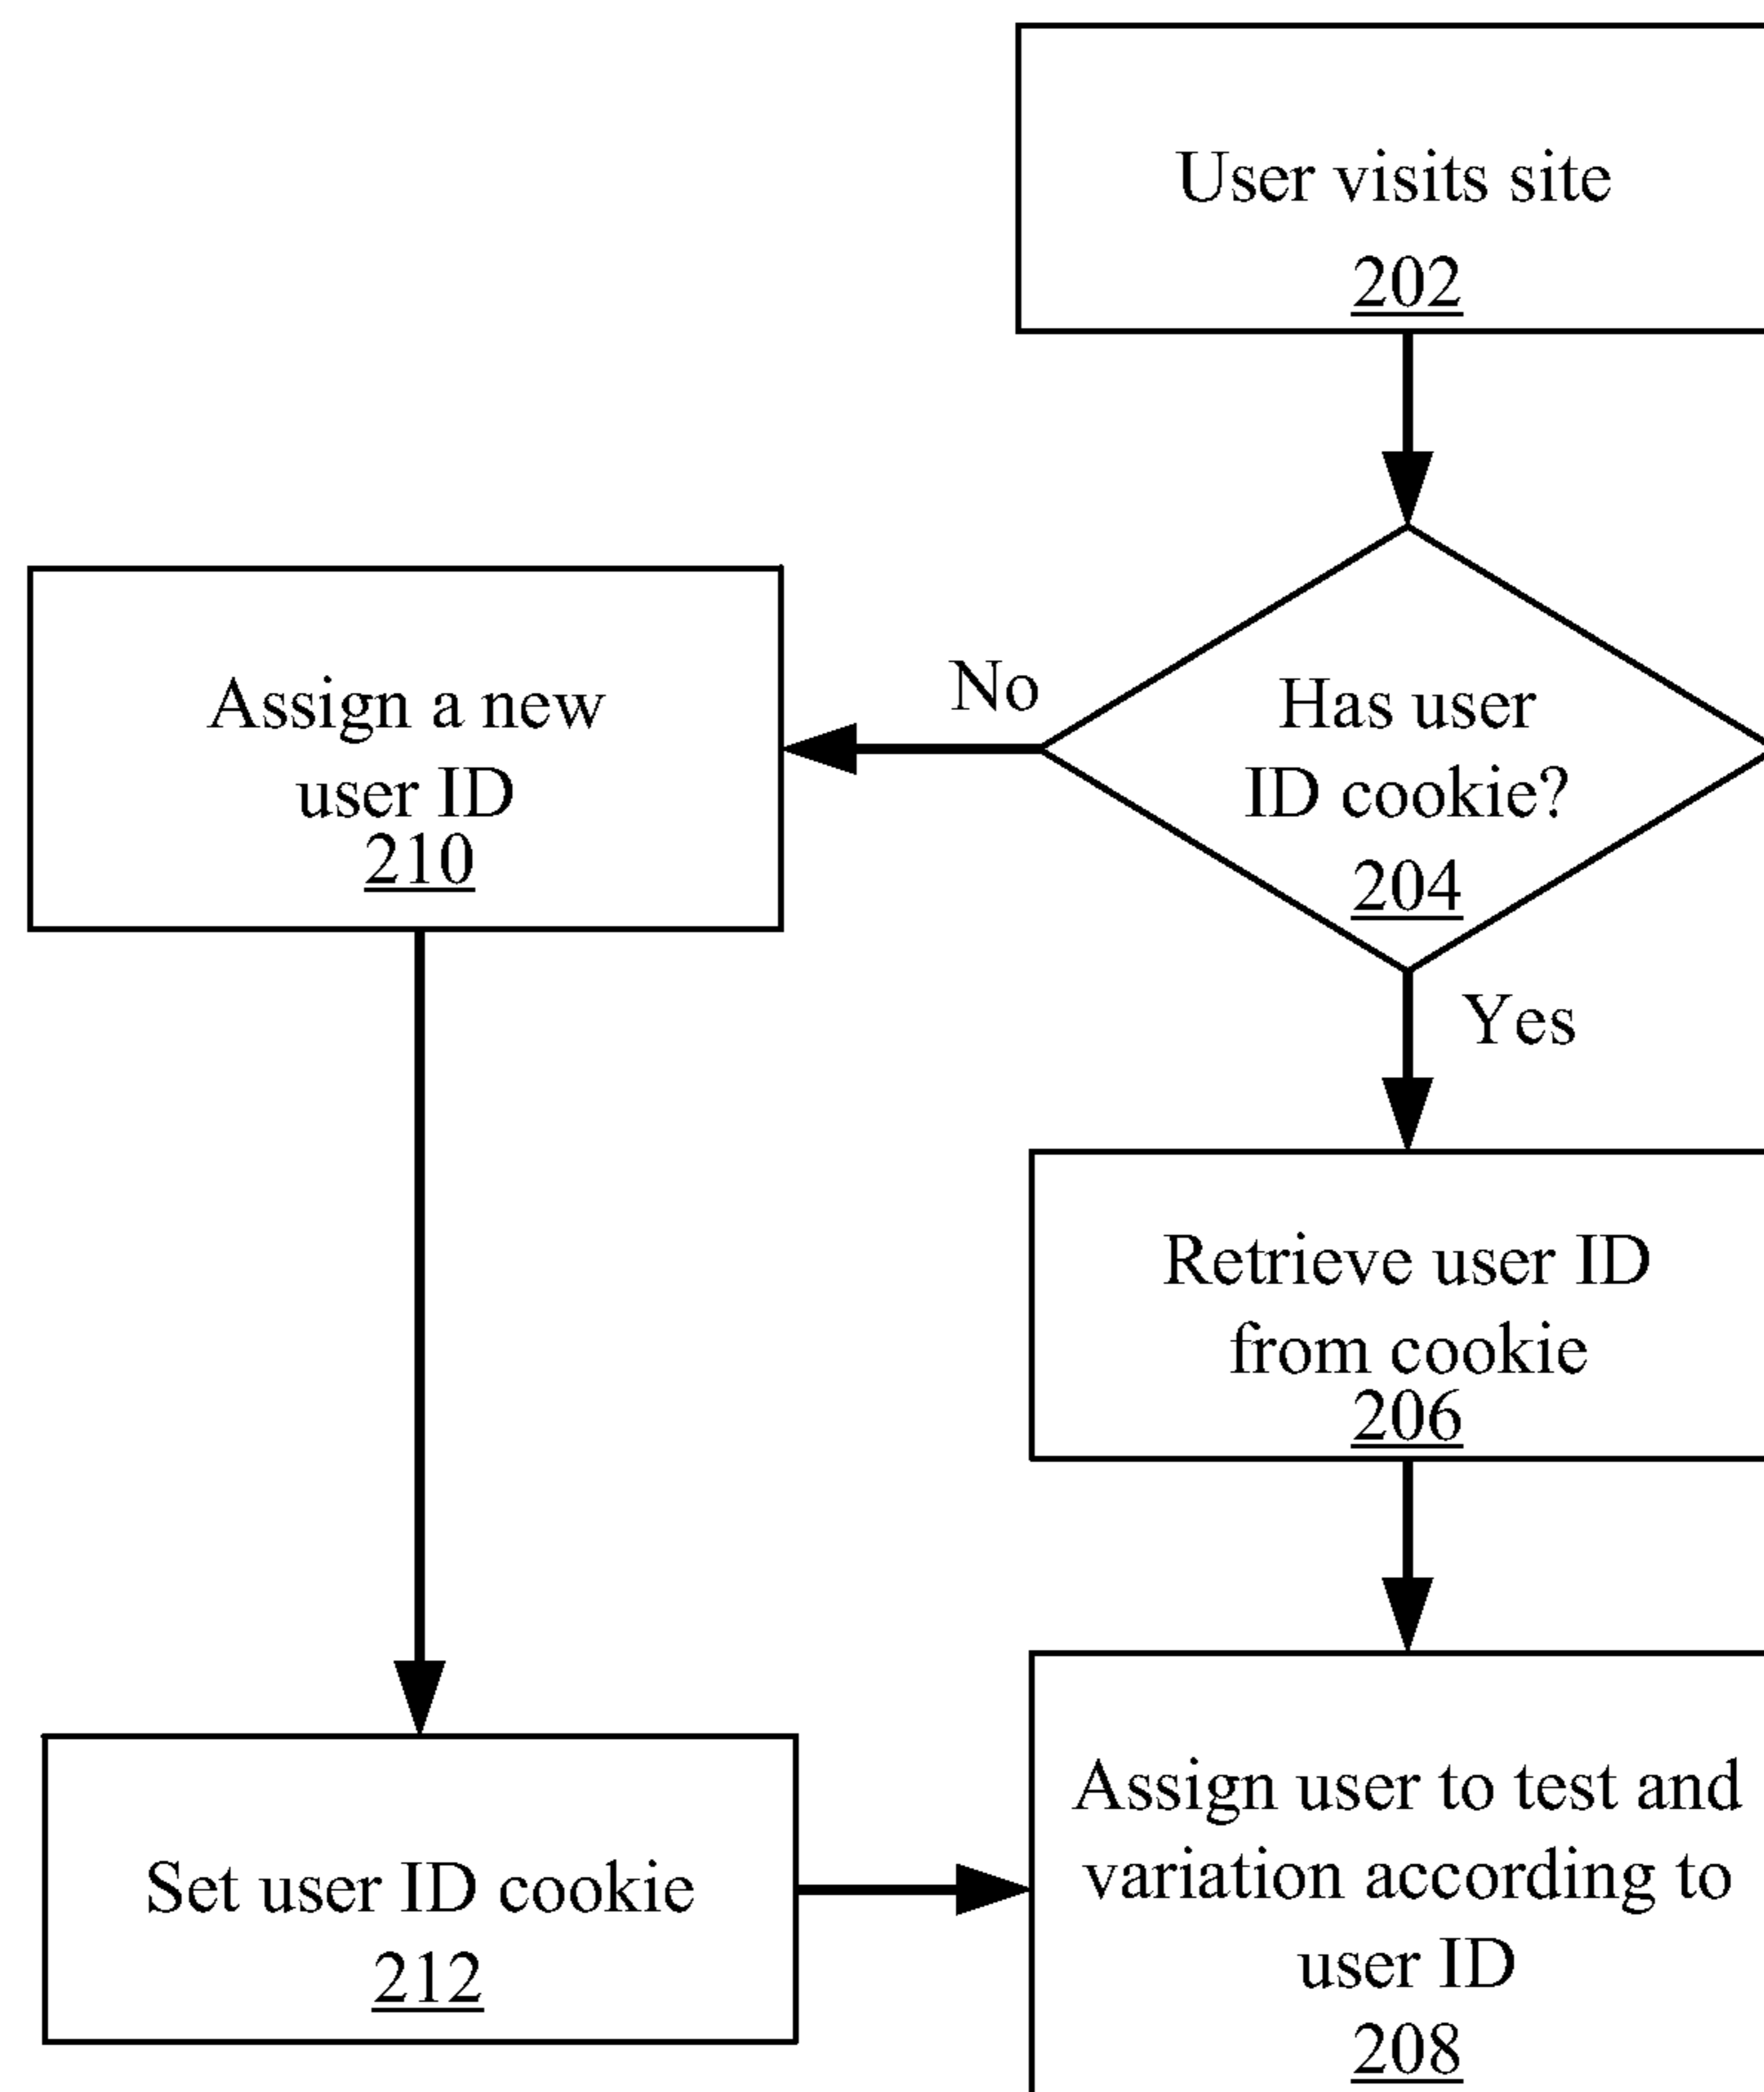 User visits site
202
Has user
ID cookie?
204
No
Assign a new
user ID
210
Yes
Retrieve user ID
from cookie
206
Set user ID cookie
212
Assign user to test and
variation according to
user ID
208